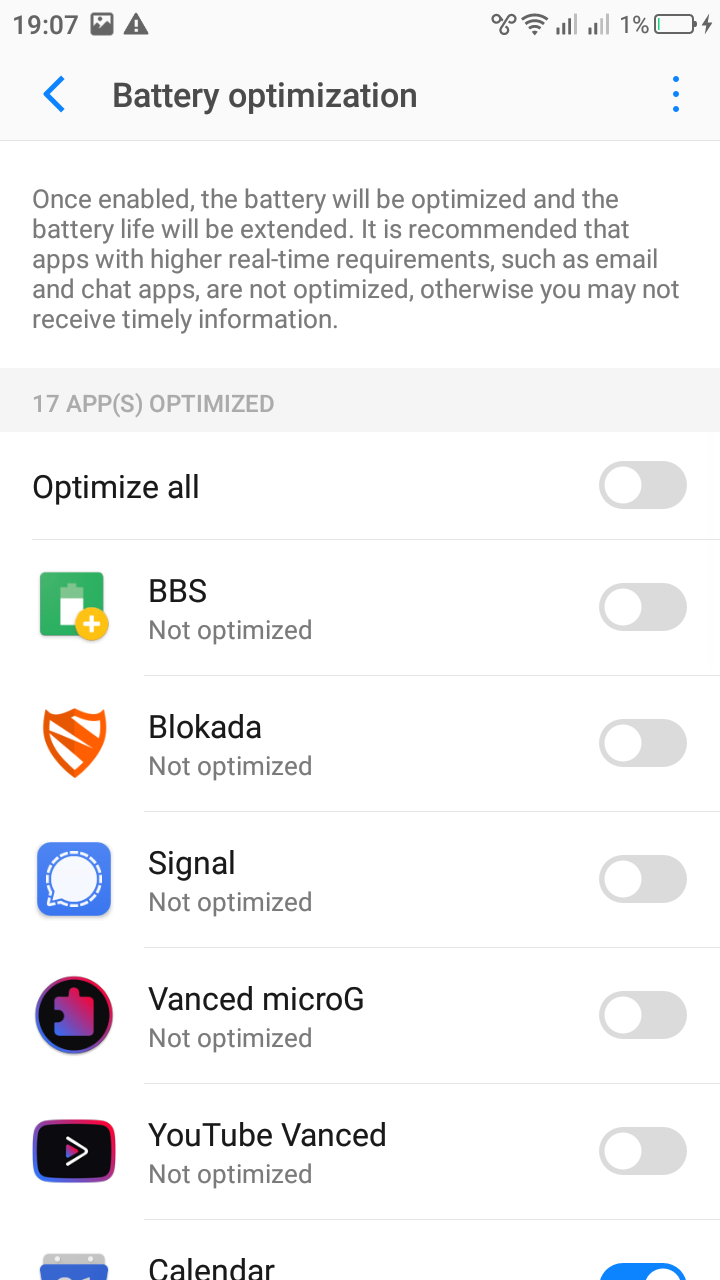 19:07 1%
Battery optimization
Once enabled, the battery will be optimized and the
battery life will be extended. It is recommended that
apps with higher real-time requirements, such as email
and chat apps, are not optimized, otherwise you may not
receive timely information.
17 APP(S) OPTIMIZED
Optimize all
BBS
Not optimized
Blokada
Not optimized
Signal
Not optimized
Vanced microG
Not optimized
YouTube Vanced
Not optimized
Calendar